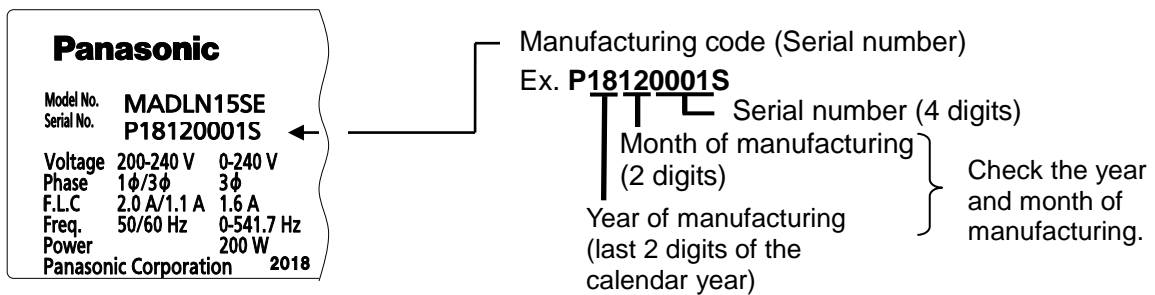 Panasonic
Model No. MADLN15SE
Serial No. P18120001S
Voltage 200-240 V 0-240 V
Phase 1ϕ/3ϕ 3ϕ
F.L.C 2.0 A/1.1 A 1.6 A
Freq. 50/60 Hz 0-541.7 Hz
Power 200 W
Panasonic Corporation 2018
Manufacturing code (Serial number)
Ex. P18120001S
Serial number (4 digits)
Month of manufacturing
(2 digits)
Year of manufacturing
(last 2 digits of the
calendar year)
Check the year
and month of
manufacturing.